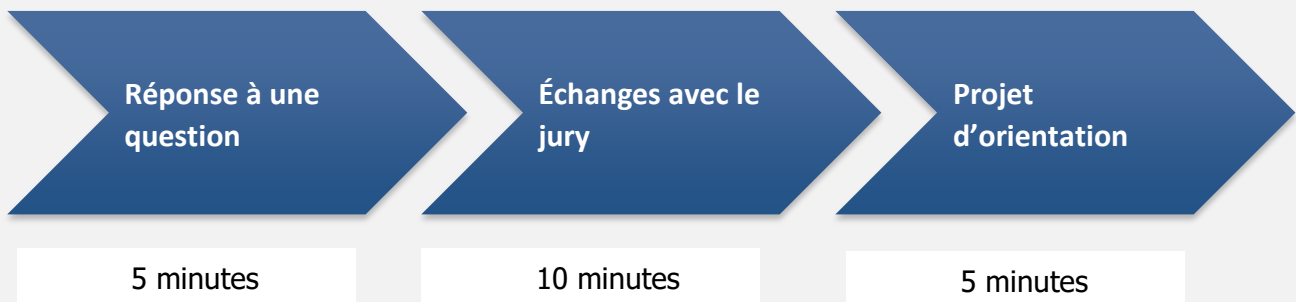 Réponse à une
question
Échanges avec le
jury
Projet
d’orientation
5 minutes
10 minutes
5 minutes